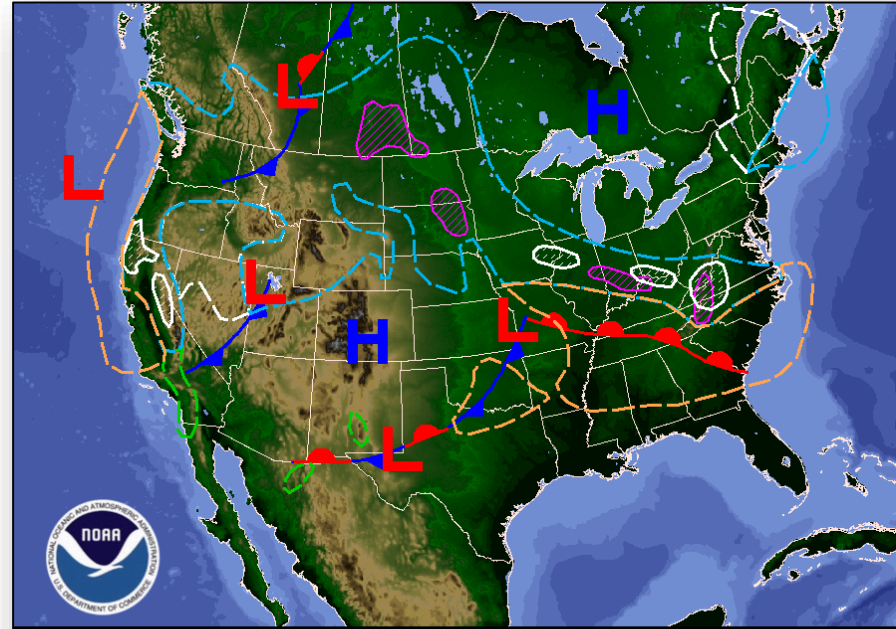 L
H
L
L
H
L
L
NOAA
NATIONAL OCEANIC AND ATMOSPHERIC ADMINISTRATION
U.S. DEPARTMENT OF COMMERCE